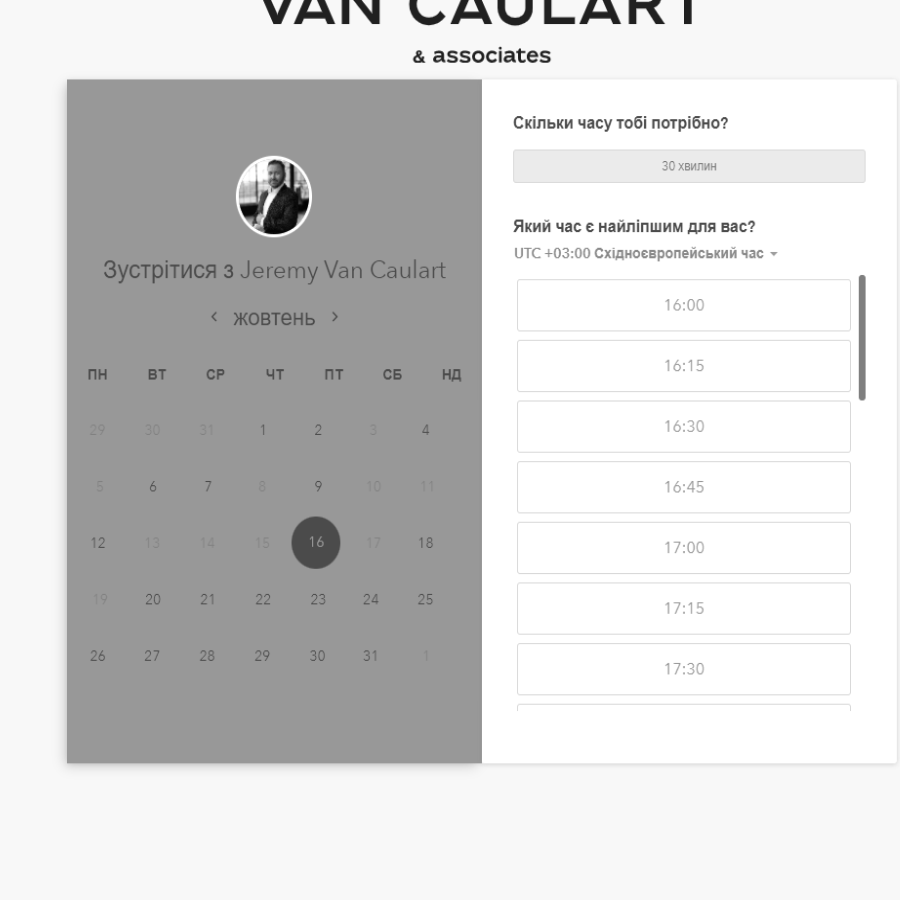 VAN CAULART
& associates
Зустрітися з Jeremy Van Caulart
‹ жовтень ›
ПН ВТ СР ЧТ ПТ СБ НД
29 30 31 1 2 3 4
5 6 7 8 9 10 11
12 13 14 15 16 17 18
19 20 21 22 23 24 25
26 27 28 29 30 31 1
Скільки часу тобі потрібно?
30 хвилин
Який час є найліпшим для вас?
UTC +03:00 Східноєвропейський час
16:00
16:15
16:30
16:45
17:00
17:15
17:30